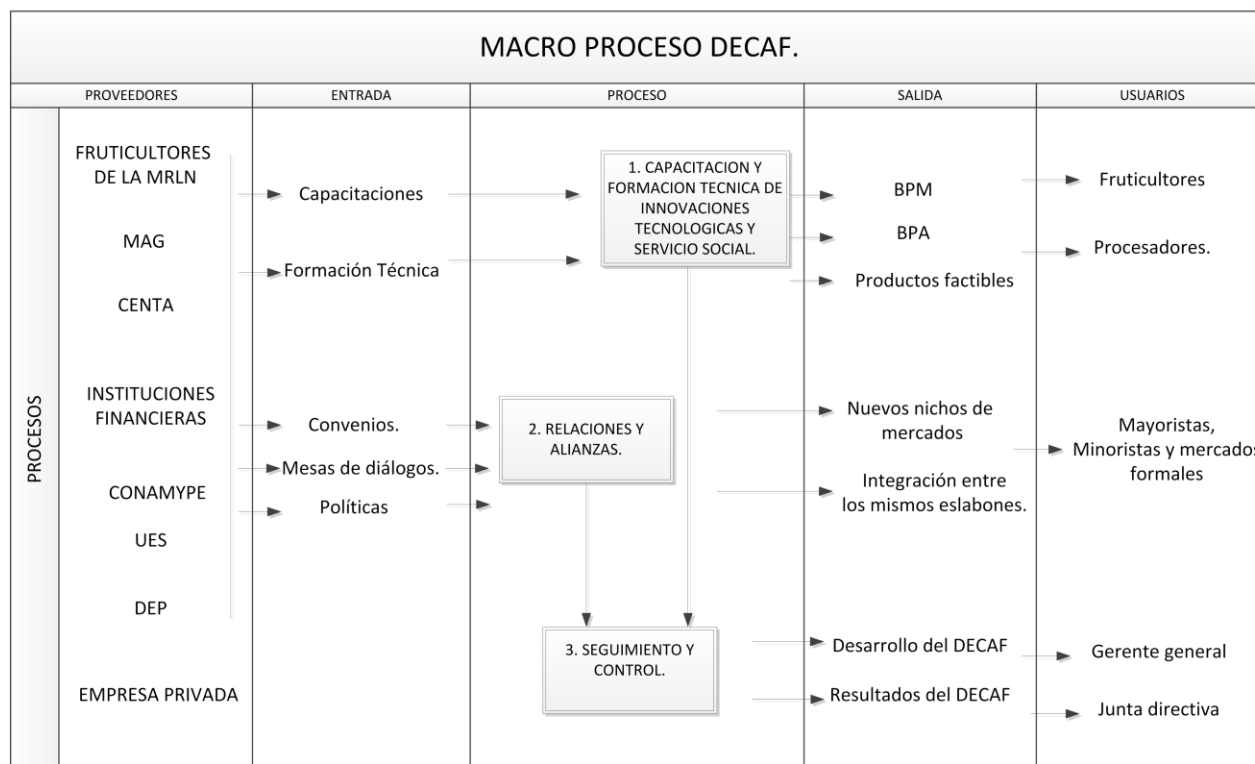 MACRO PROCESO DECAF.
PROVEEDORES
ENTRADA
PROCESO
SALIDA
USUARIOS
PROCESOS
FRUTICULTORES
DE LA MRLN
MAG
CENTA
INSTITUCIONES
FINANCIERAS
CONAMYPE
UES
DEP
EMPRESA PRIVADA
Capacitaciones
Formación Técnica
Convenios.
Mesas de diálogos.
Políticas
1. CAPACITACION Y
FORMACION TECNICA DE
INNOVACIONES
TECNOLOGICAS Y
SERVICIO SOCIAL.
2. RELACIONES Y
ALIANZAS.
3. SEGUIMIENTO Y
CONTROL.
BPM
BPA
Productos factibles
Nuevos nichos de
mercados
Integración entre
los mismos eslabones.
Desarrollo del DECAF
Resultados del DECAF
Fruticultores
Procesadores.
Mayoristas,
Minoristas y mercados
formales
Gerente general
Junta directiva